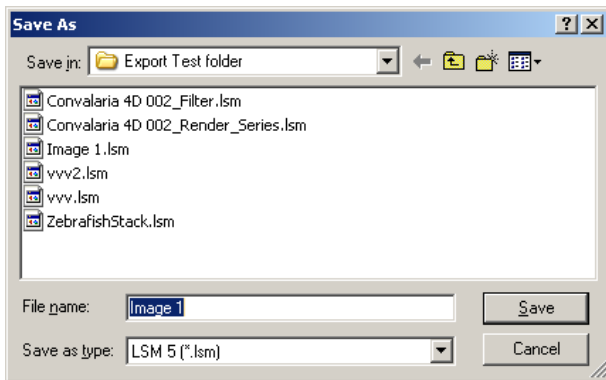 Save As
Save in: Export Test folder
Convalaria 4D 002_Filter.lsm
Convalaria 4D 002_Render_Series.lsm
Image 1.lsm
vvv2.lsm
vvv.lsm
ZebrafishStack.lsm
File name: Image 1 Save
Save as type: LSM 5 (*.lsm) Cancel